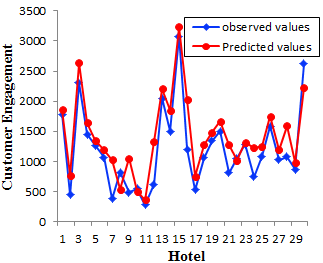 observed values
Predicted values
Customer Engagement
3500
3000
2500
2000
1500
1000
500
0
1 3 5 7 9 11 13 15 17 19 21 23 25 27 29
Hotel